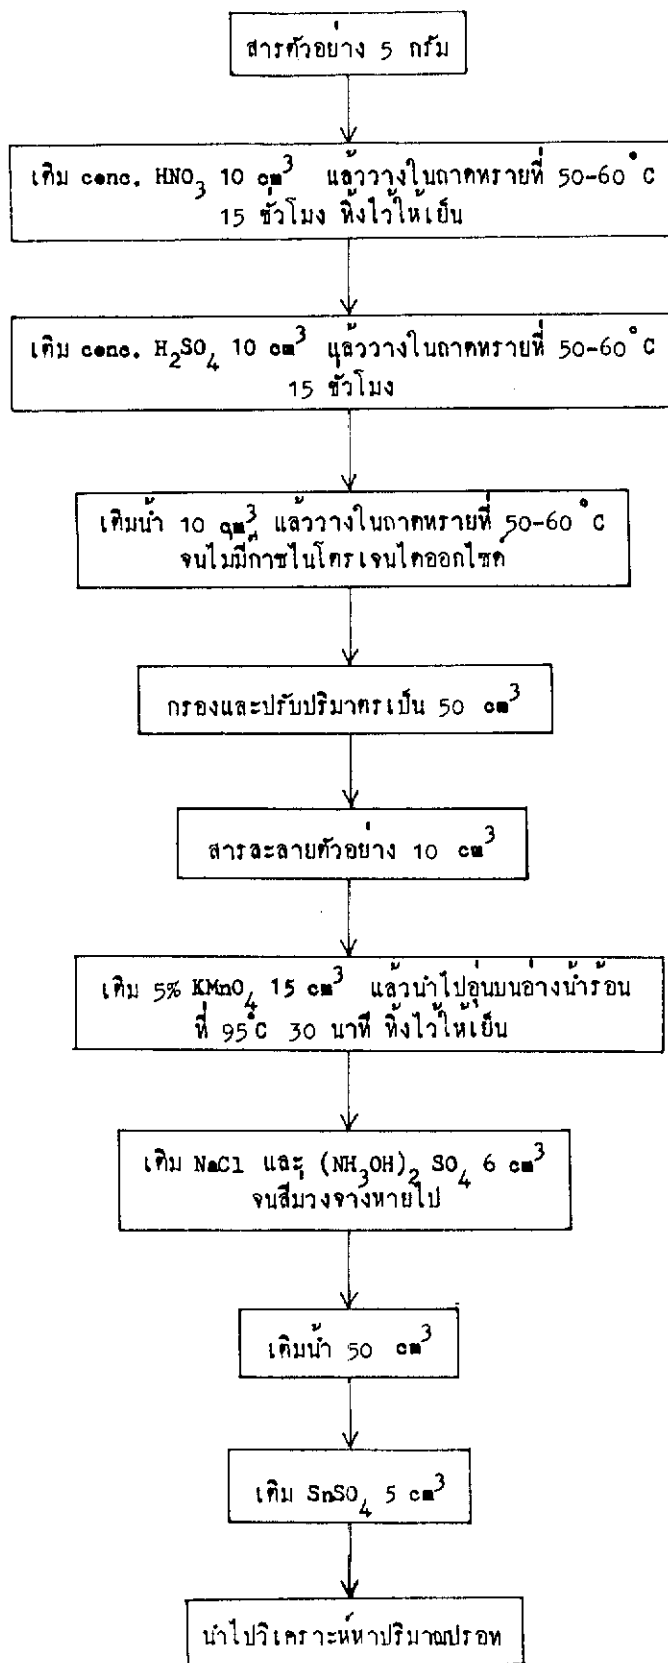 สารตัวอย่าง 5 กรัม
เติม conc. HNO₃ 10 cm³ แล้ววางในถาดทรายที่ 50-60°C
15 ชั่วโมง ทิ้งไว้ให้เย็น
เติม conc. H₂SO₄ 10 cm³ แล้ววางในถาดทรายที่ 50-60°C
15 ชั่วโมง
เติมน้ำ 10 cm³ แล้ววางในถาดทรายที่ 50-60°C
จนไม่มีก๊าซไนโตรเจนไดออกไซด์
กรองและปรับปริมาตรเป็น 50 cm³
สารละลายตัวอย่าง 10 cm³
เติม 5% KMnO₄ 15 cm³ แล้วนำไปอุ่นบนอ่างน้ำร้อน
ที่ 95°C 30 นาที ทิ้งไว้ให้เย็น
เติม NaCl และ (NH₃OH)₂ SO₄ 6 cm³
จนสีม่วงจางหายไป
เติมน้ำ 50 cm³
เติม SnSO₄ 5 cm³
นำไปวิเคราะห์หาปริมาณปรอท